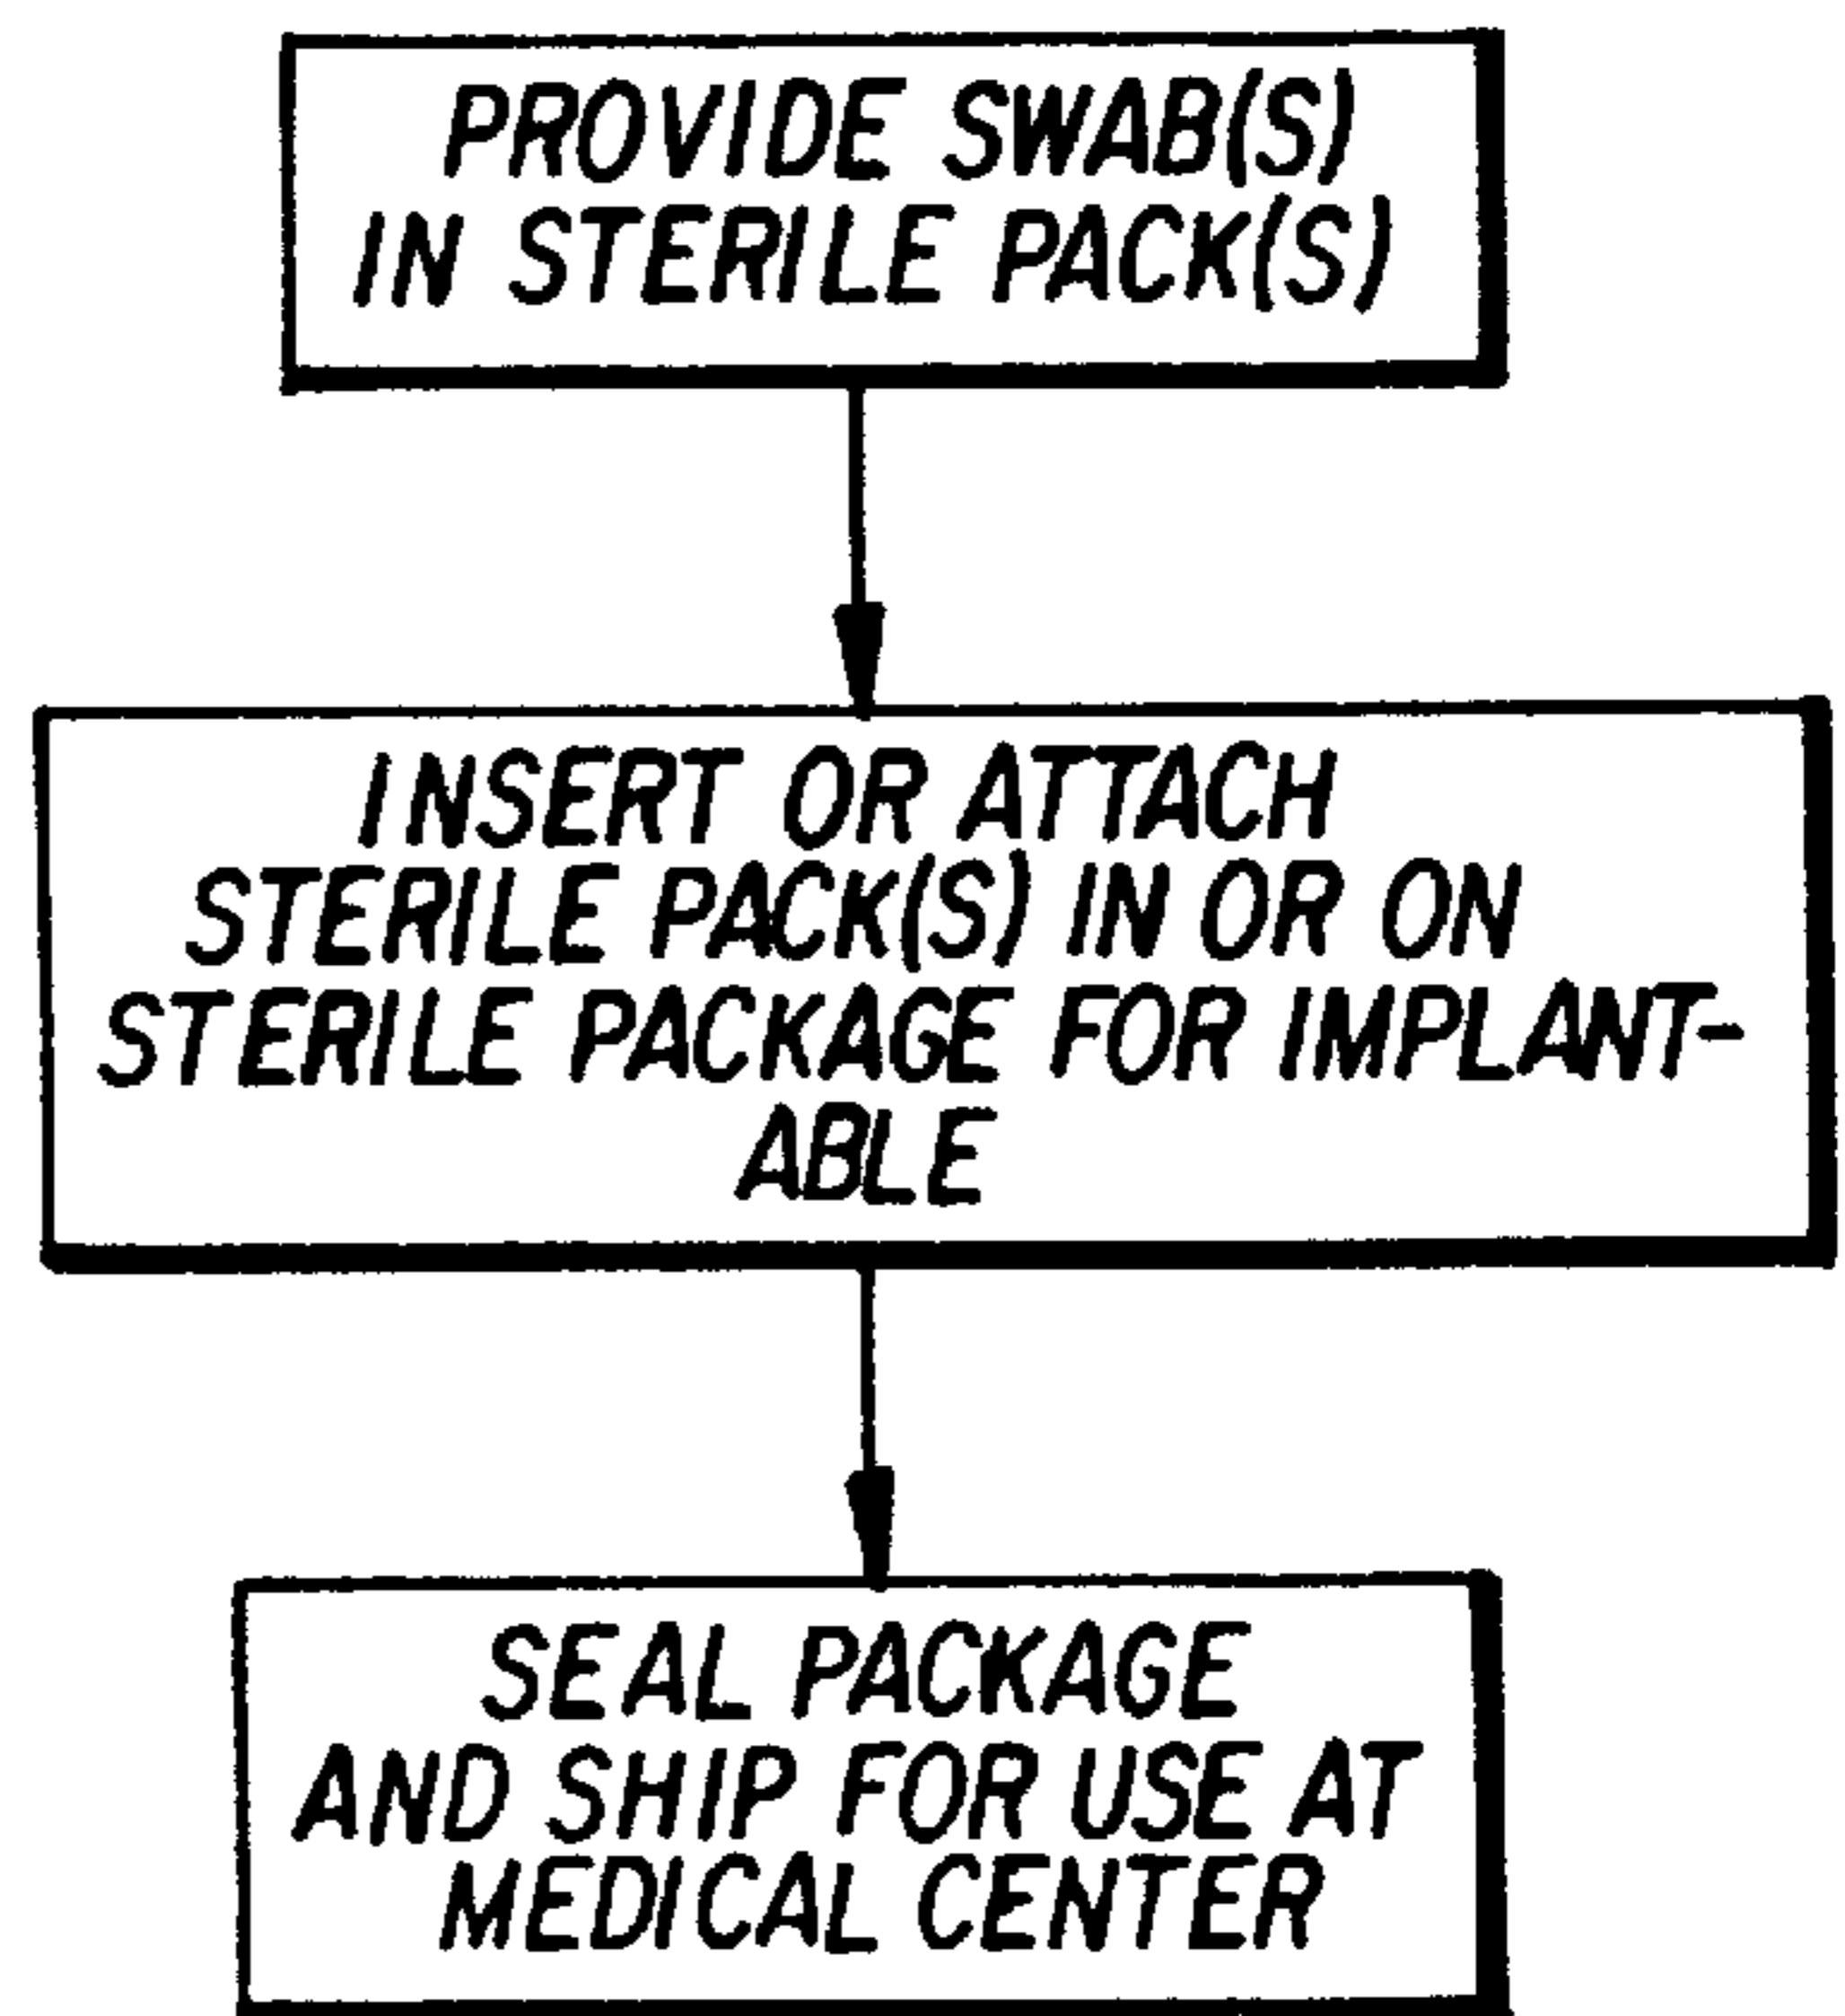 PROVIDE SWAB(S)
IN STERILE PACK(S)
INSERT OR ATTACH
STERILE PACK(S) IN OR ON
STERILE PACKAGE FOR IMPLANT-
ABLE
SEAL PACKAGE
AND SHIP FOR USE AT
MEDICAL CENTER